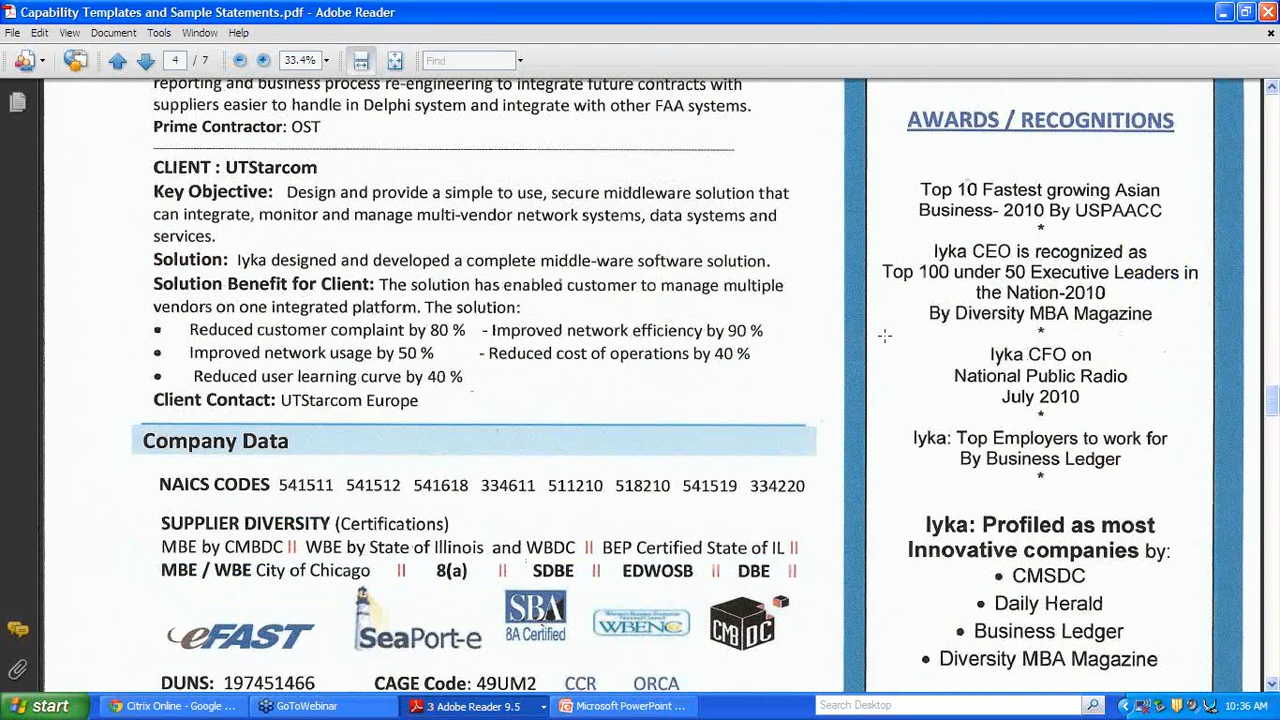 Capability Templates and Sample Statements.pdf - Adobe Reader
File Edit View Document Tools Window Help
4 / 7 33.4% Find
reporting and business process re-engineering to integrate future contracts with
suppliers easier to handle in Delphi system and integrate with other FAA systems.
Prime Contractor: OST
CLIENT : UTStarcom
Key Objective: Design and provide a simple to use, secure middleware solution that
can integrate, monitor and manage multi-vendor network systems, data systems and
services.
Solution: Iyka designed and developed a complete middle-ware software solution.
Solution Benefit for Client: The solution has enabled customer to manage multiple
vendors on one integrated platform. The solution:
• Reduced customer complaint by 80 % - Improved network efficiency by 90 %
• Improved network usage by 50 % - Reduced cost of operations by 40 %
• Reduced user learning curve by 40 %
Client Contact: UTStarcom Europe
Company Data
NAICS CODES 541511 541512 541618 334611 511210 518210 541519 334220
SUPPLIER DIVERSITY (Certifications)
MBE by CMBDC || WBE by State of Illinois and WBDC || BEP Certified State of IL ||
MBE / WBE City of Chicago || 8(a) || SDBE || EDWOSB || DBE ||
eFAST SeaPort-e SBA 8A Certified WBENC CMBDC
DUNS: 197451466 CAGE Code: 49UM2 CCR ORCA
AWARDS / RECOGNITIONS
Top 10 Fastest growing Asian
Business- 2010 By USPAACC
*
Iyka CEO is recognized as
Top 100 under 50 Executive Leaders in
the Nation-2010
By Diversity MBA Magazine
*
Iyka CFO on
National Public Radio
July 2010
*
Iyka: Top Employers to work for
By Business Ledger
*
Iyka: Profiled as most
Innovative companies by:
• CMSDC
• Daily Herald
• Business Ledger
• Diversity MBA Magazine
start Citrix Online - Google ... GoToWebinar 3 Adobe Reader 9.5 Microsoft PowerPoint ... Search Desktop 10:36 AM